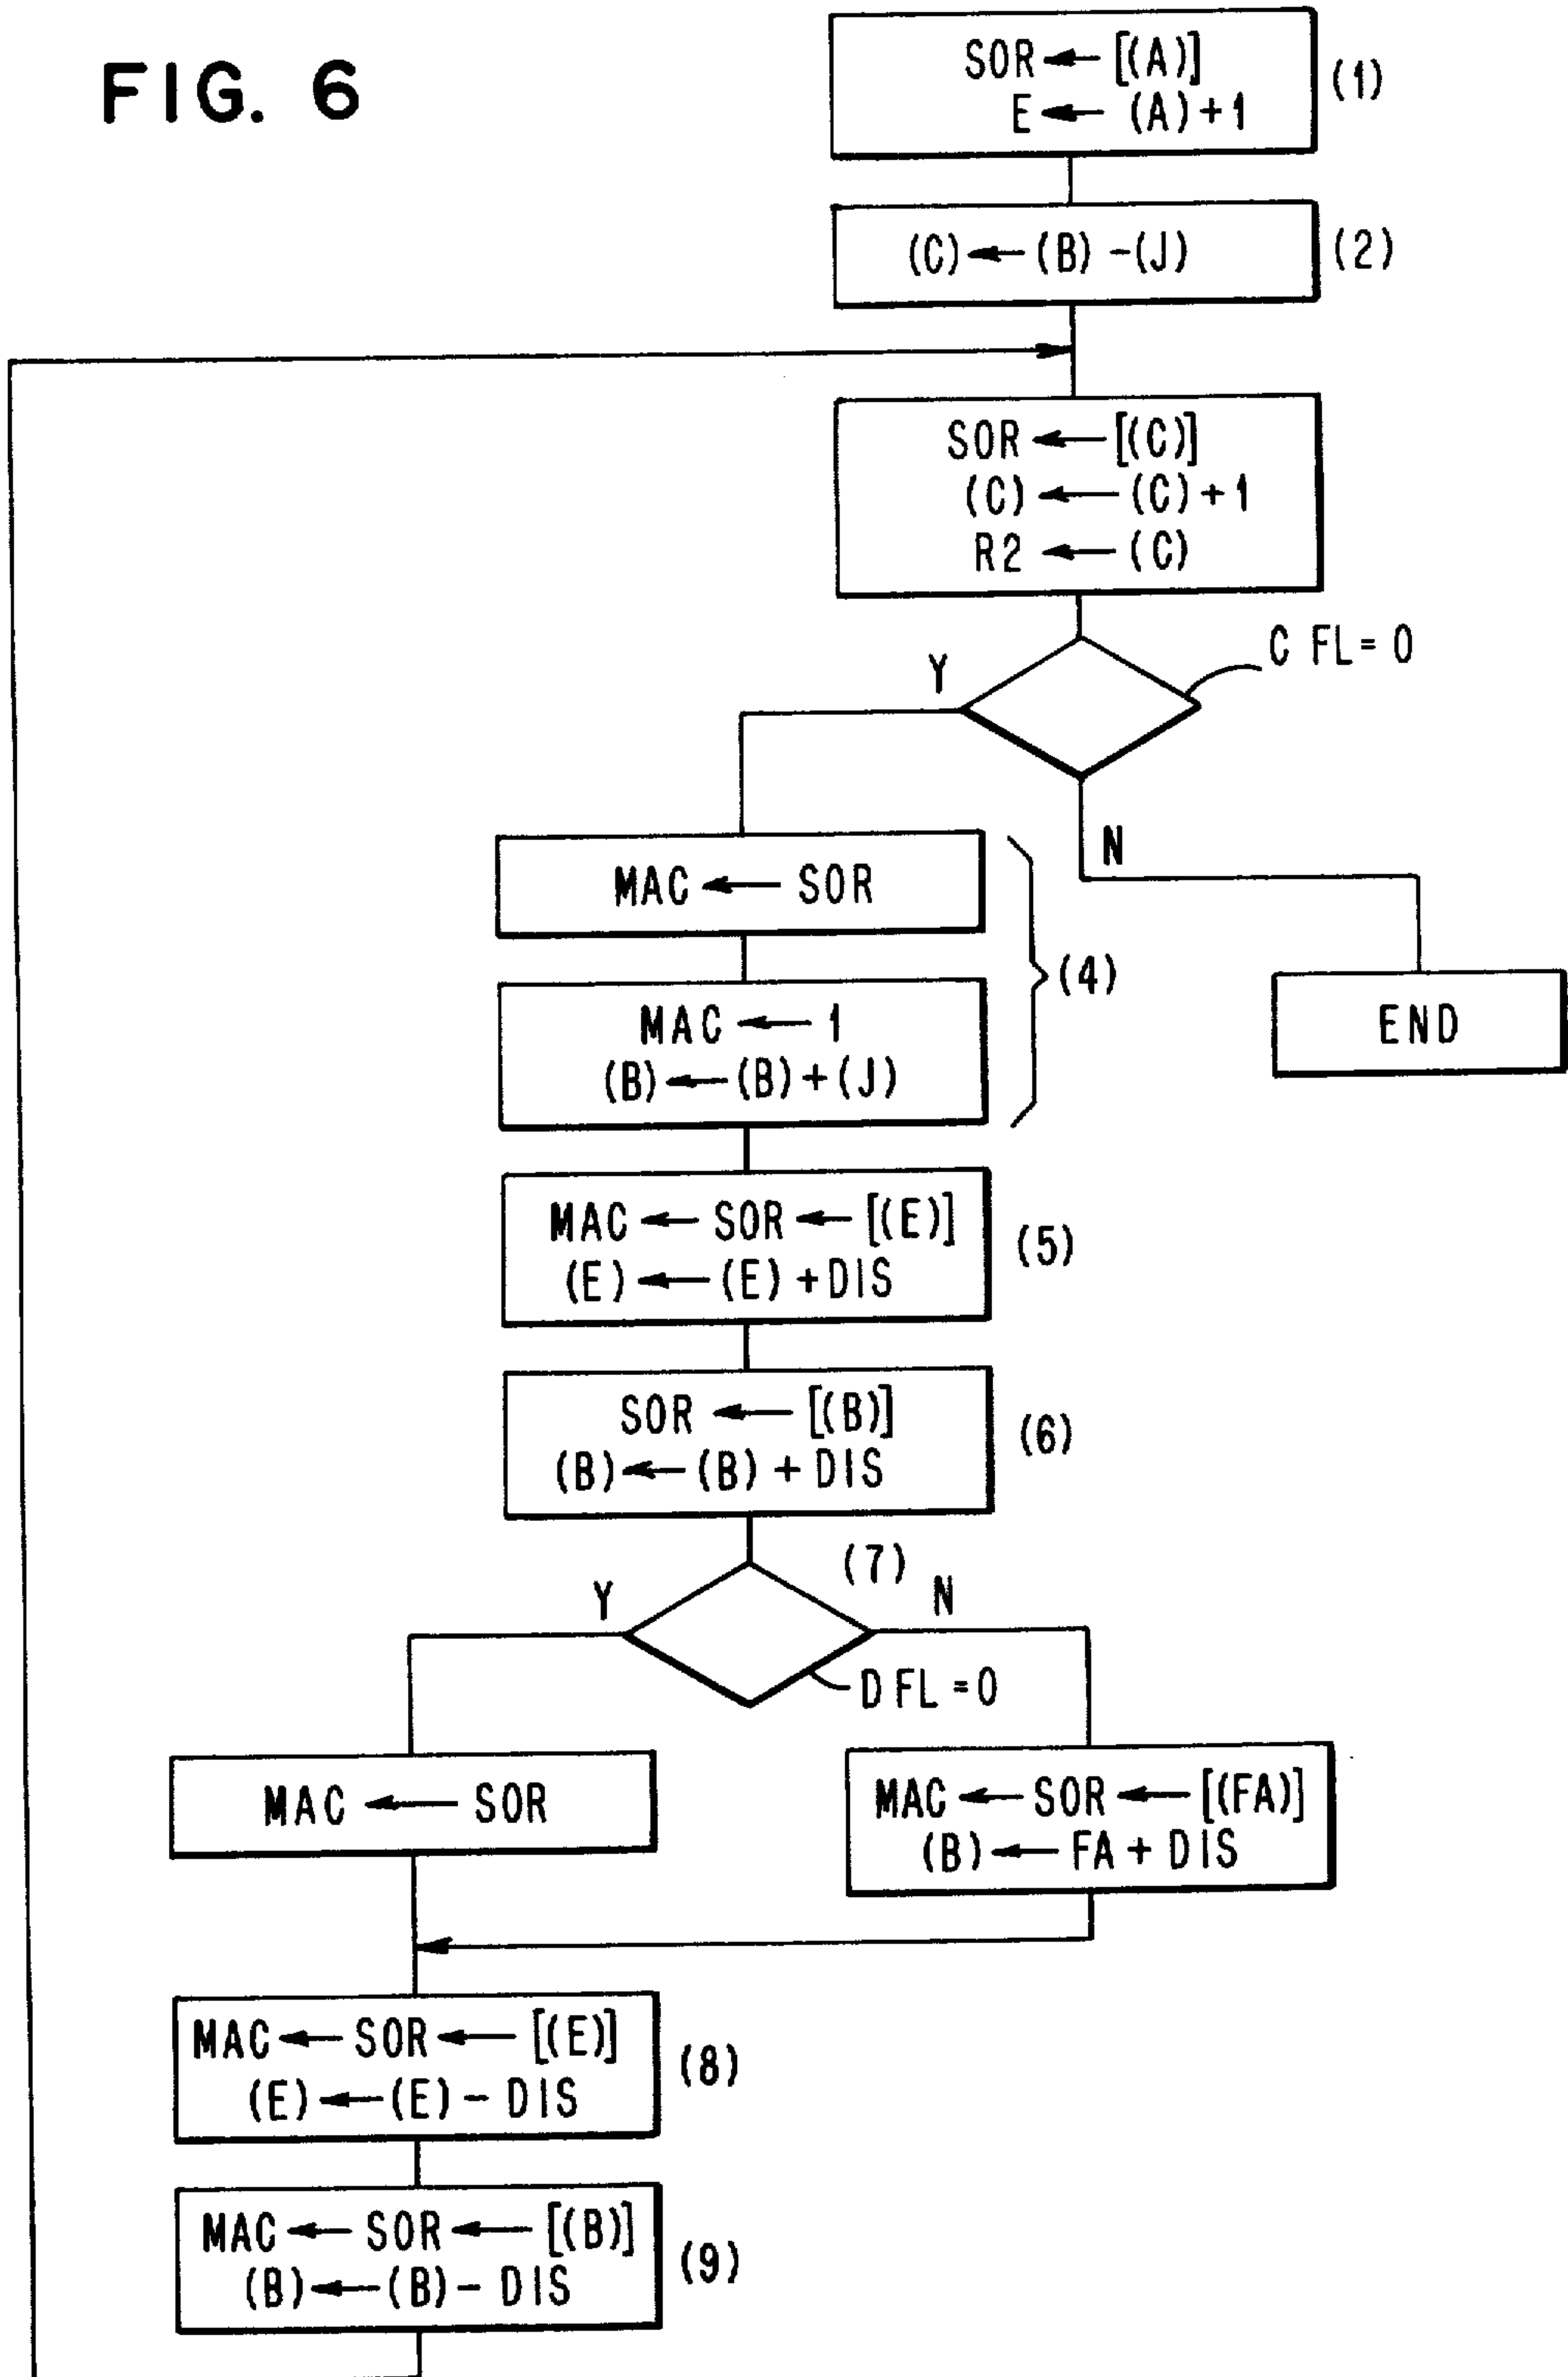 FIG. 6
SOR ← [(A)]
E ← (A)+1
(1)
(C) ← (B) -(J)
(2)
SOR ← [(C)]
(C) ← (C)+1
R2 ← (C)
C FL = 0
Y
N
MAC ← SOR
MAC ← 1
(B) ← (B)+(J)
(4)
END
MAC ← SOR ← [(E)]
(E) ← (E) +DIS
(5)
SOR ← [(B)]
(B) ← (B) + DIS
(6)
(7)
Y
N
D FL = 0
MAC ← SOR
MAC ← SOR ← [(FA)]
(B) ← FA + DIS
MAC ← SOR ← [(E)]
(E) ← (E) - DIS
(8)
MAC ← SOR ← [(B)]
(B) ← (B) - DIS
(9)